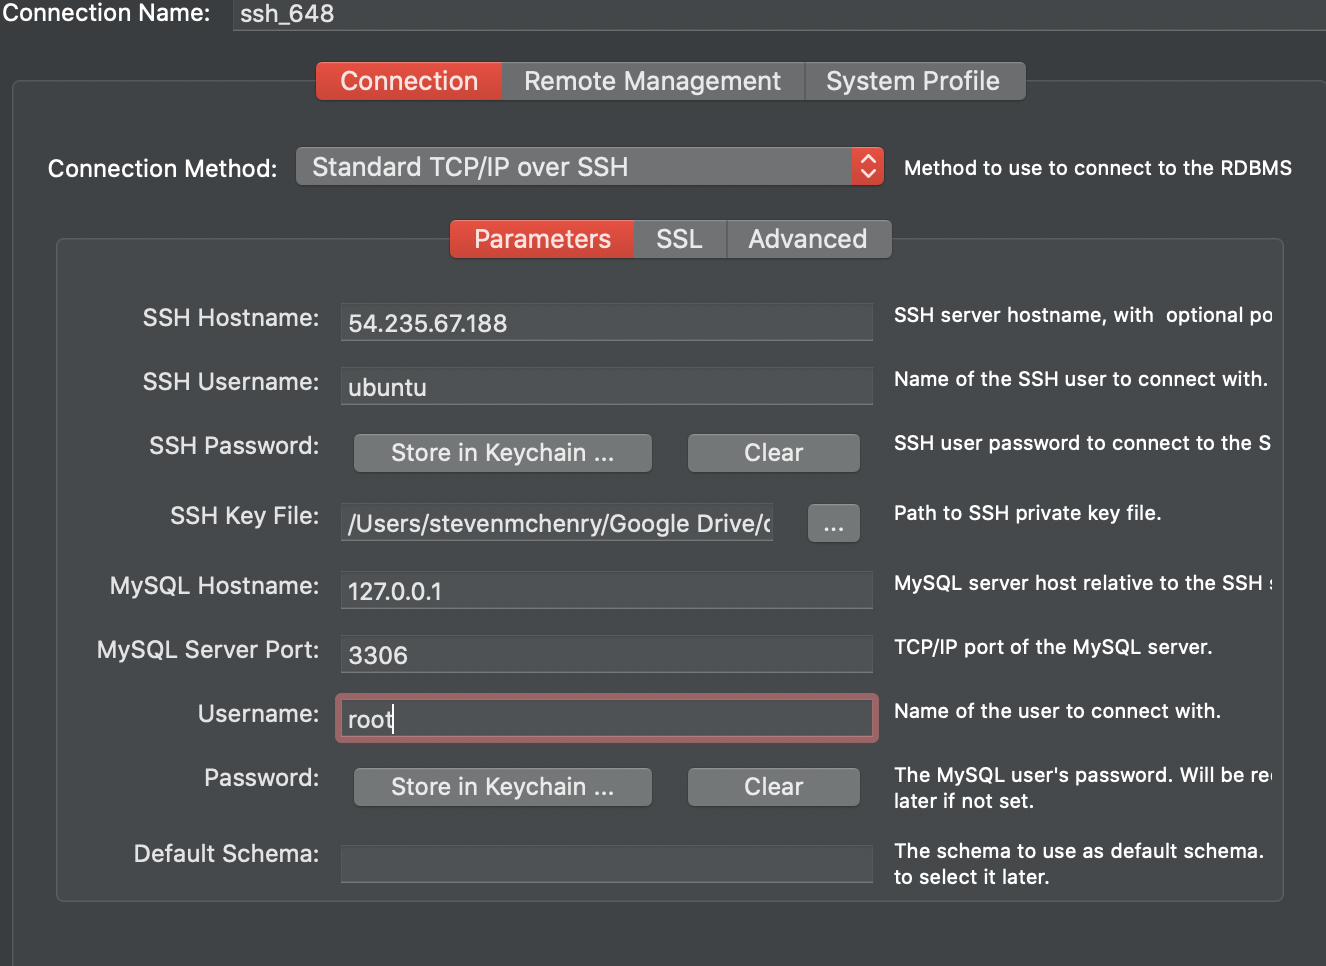 Connection Name: ssh_648
Connection Remote Management System Profile
Connection Method: Standard TCP/IP over SSH Method to use to connect to the RDBMS
Parameters SSL Advanced
SSH Hostname: 54.235.67.188 SSH server hostname, with optional po
SSH Username: ubuntu Name of the SSH user to connect with.
SSH Password: Store in Keychain ... Clear SSH user password to connect to the S
SSH Key File: /Users/stevenmchenry/Google Drive/ ... Path to SSH private key file.
MySQL Hostname: 127.0.0.1 MySQL server host relative to the SSH
MySQL Server Port: 3306 TCP/IP port of the MySQL server.
Username: root Name of the user to connect with.
Password: Store in Keychain ... Clear The MySQL user's password. Will be re
later if not set.
Default Schema: The schema to use as default schema.
to select it later.